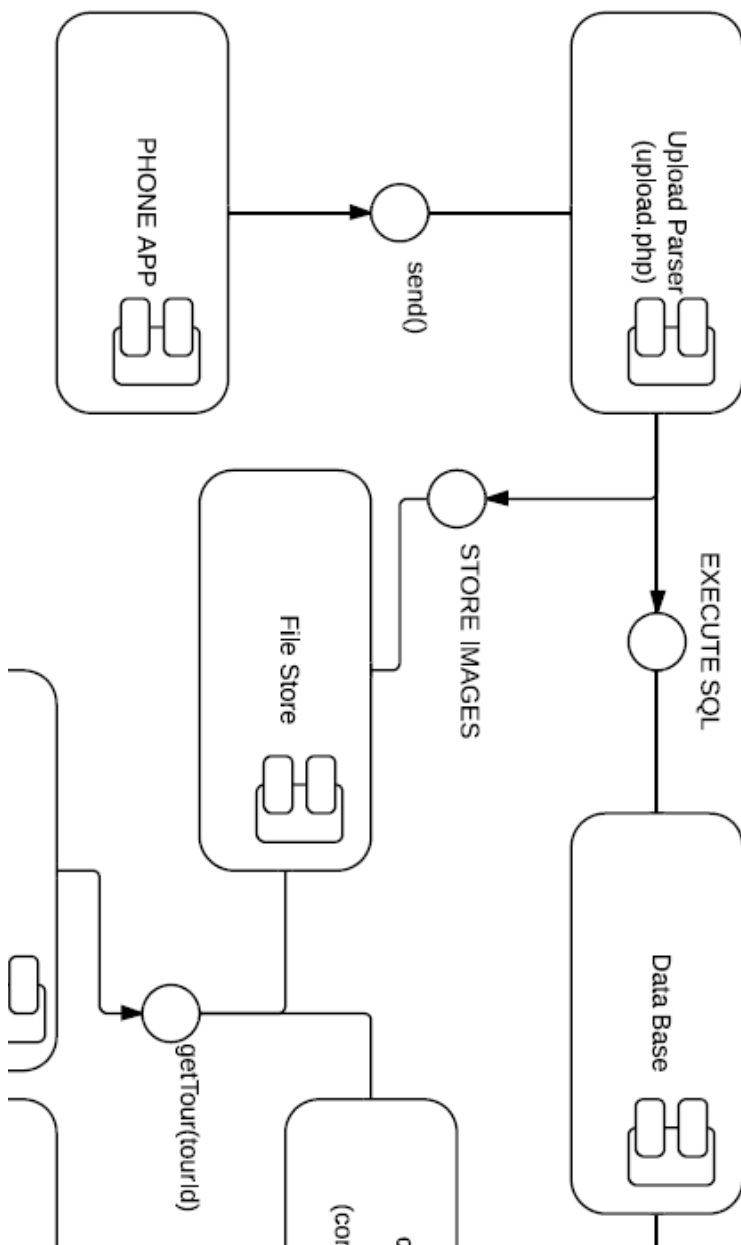 Upload Parser
(upload.php)
PHONE APP
send()
EXECUTE SQL
STORE IMAGES
File Store
Data Base
getTour(tourId)